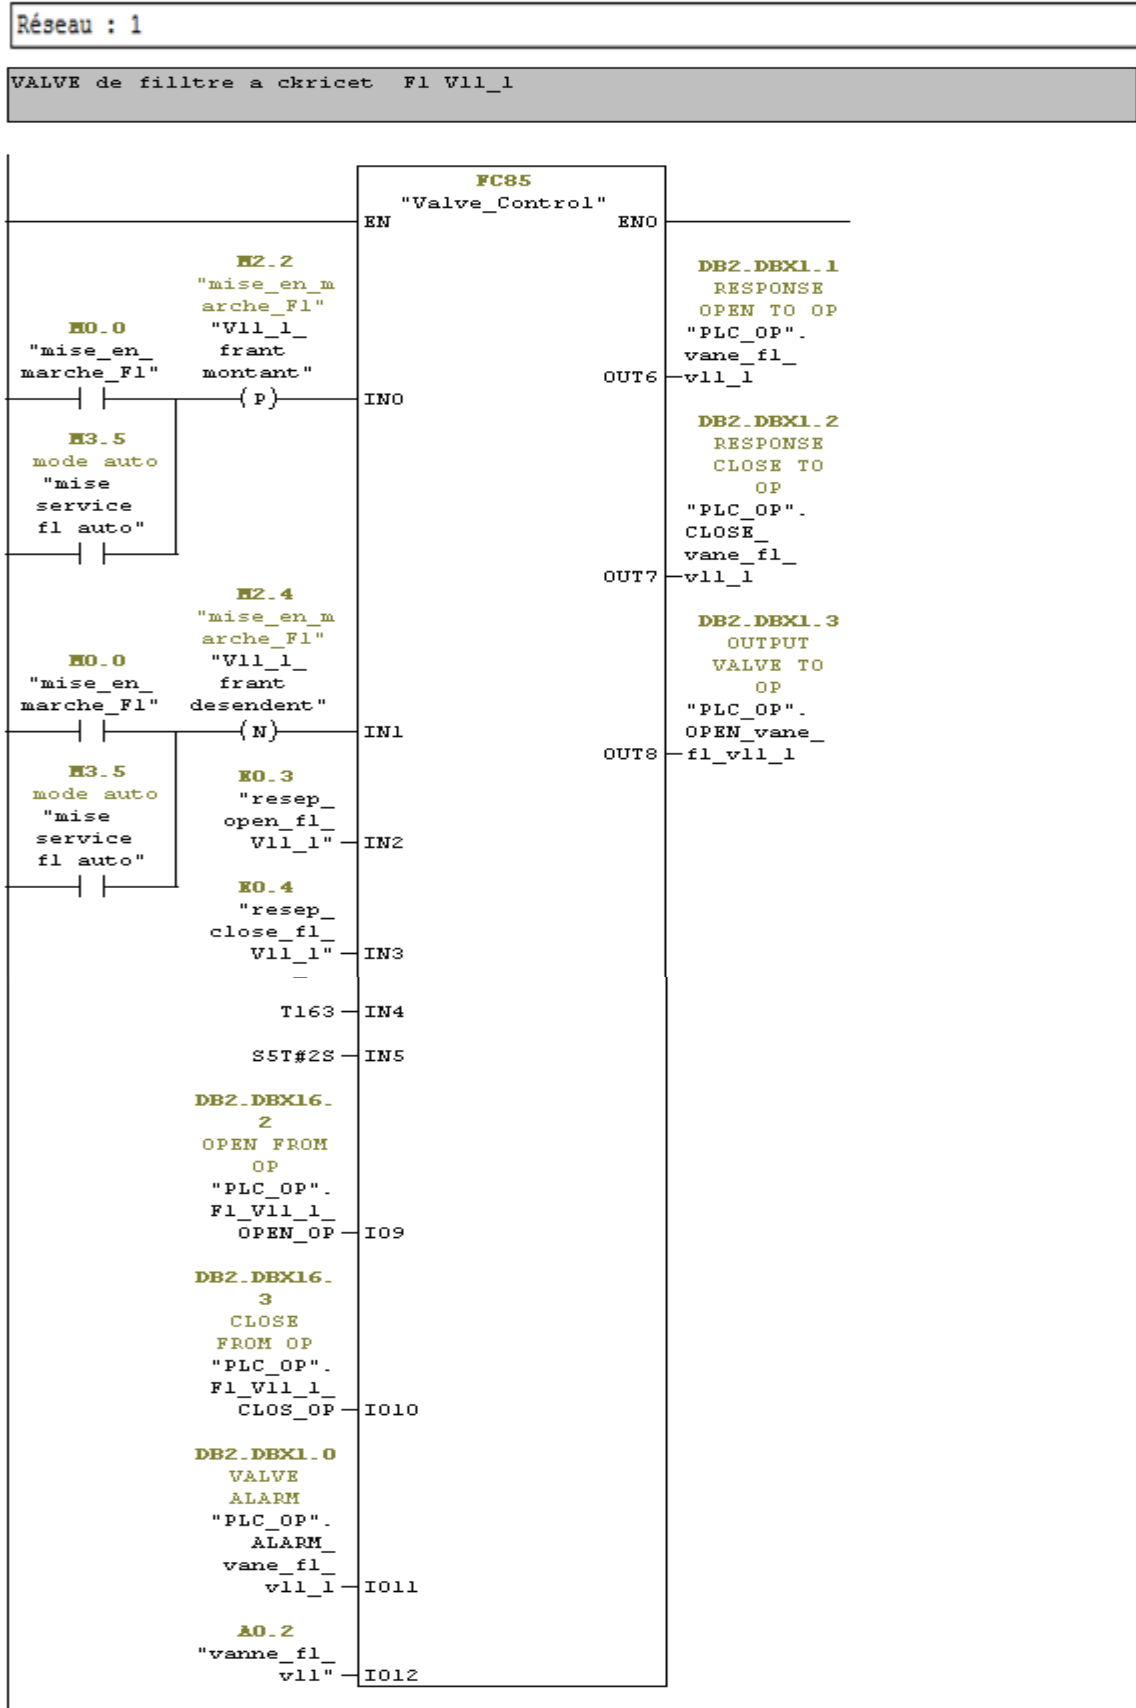 Réseau : 1
VALVE de filltre a ckricet F1 V11_1
FC85
"Valve_Control"
EN
ENO
M2.2
"mise_en_m
arche_F1"
"V11_1_
frant
montant"
M0.0
"mise_en_
marche_F1"
(P)
IN0
M3.5
mode auto
"mise
service
f1 auto"
DB2.DBX1.1
RESPONSE
OPEN TO OP
"PLC_OP".
vane_f1_
v11_1
OUT6
DB2.DBX1.2
RESPONSE
CLOSE TO
OP
"PLC_OP".
CLOSE_
vane_f1_
v11_1
OUT7
M2.4
"mise_en_m
arche_F1"
"V11_1_
frant
desendent"
M0.0
"mise_en_
marche_F1"
(N)
IN1
DB2.DBX1.3
OUTPUT
VALVE TO
OP
"PLC_OP".
OPEN_vane_
f1_v11_1
OUT8
M3.5
mode auto
"mise
service
f1 auto"
E0.3
"resep_
open_f1_
V11_1"
IN2
E0.4
"resep_
close_f1_
V11_1"
IN3
T163
IN4
S5T#2S
IN5
DB2.DBX16.
2
OPEN FROM
OP
"PLC_OP".
F1_V11_1_
OPEN_OP
IO9
DB2.DBX16.
3
CLOSE
FROM OP
"PLC_OP".
F1_V11_1_
CLOS_OP
IO10
DB2.DBX1.0
VALVE
ALARM
"PLC_OP".
ALARM_
vane_f1_
v11_1
IO11
A0.2
"vanne_f1_
v11"
IO12